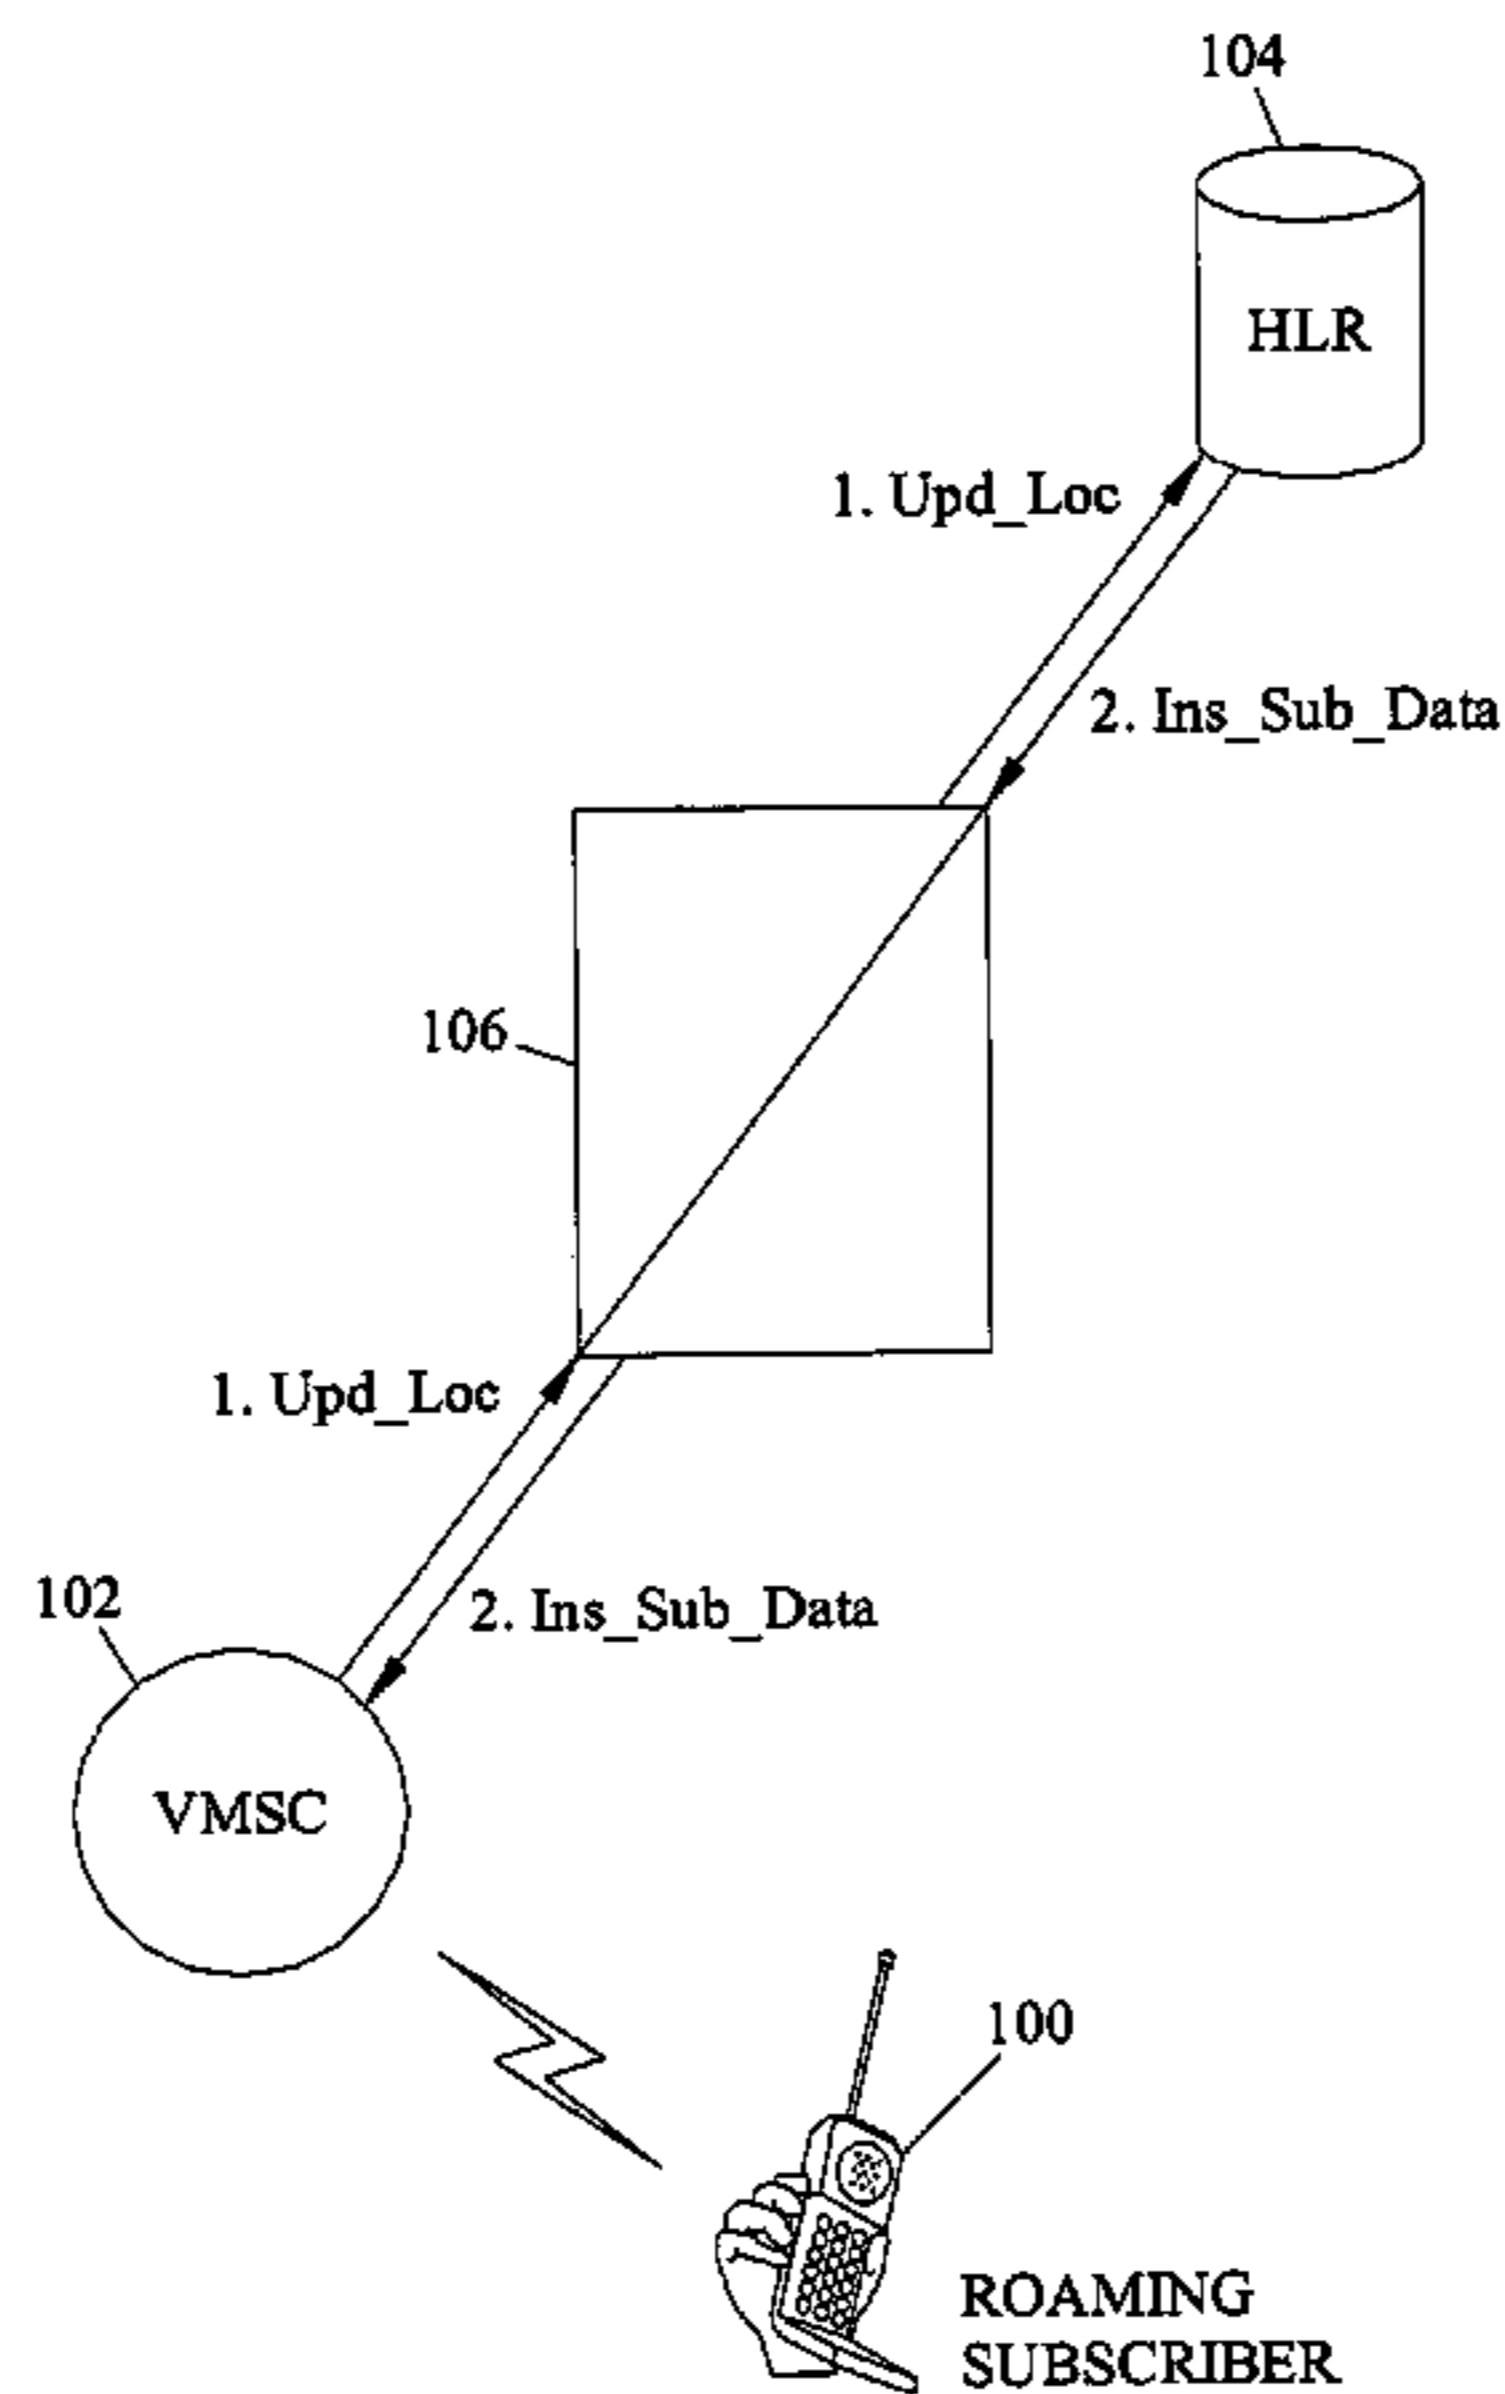 104
HLR
1. Upd_Loc
2. Ins_Sub_Data
106
1. Upd_Loc
2. Ins_Sub_Data
102
VMSC
100
ROAMING
SUBSCRIBER